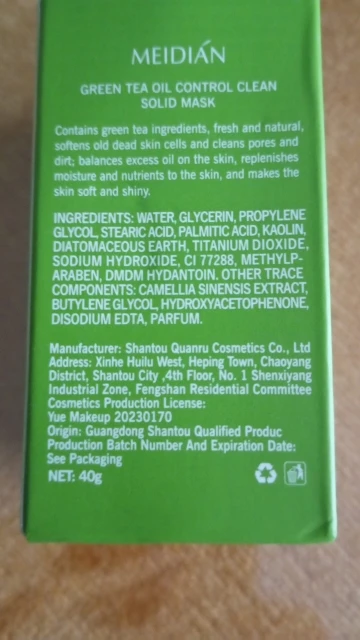 MEIDIÁN
GREEN TEA OIL CONTROL CLEAN
SOLID MASK
Contains green tea ingredients, fresh and natural,
softens old dead skin cells and cleans pores and
dirt; balances excess oil on the skin, replenishes
moisture and nutrients to the skin, and makes the
skin soft and shiny.
INGREDIENTS: WATER, GLYCERIN, PROPYLENE
GLYCOL, STEARIC ACID, PALMITIC ACID, KAOLIN,
DIATOMACEOUS EARTH, TITANIUM DIOXIDE,
SODIUM HYDROXIDE, CI 77288, METHYLP-
ARABEN, DMDM HYDANTOIN. OTHER TRACE
COMPONENTS: CAMELLIA SINENSIS EXTRACT,
BUTYLENE GLYCOL, HYDROXYACETOPHENONE,
DISODIUM EDTA, PARFUM.
Manufacturer: Shantou Quanru Cosmetics Co., Ltd
Address: Xinhe Huilu West, Heping Town, Chaoyang
District, Shantou City ,4th Floor, No. 1 Shenxiyang
Industrial Zone, Fengshan Residential Committee
Cosmetics Production License:
Yue Makeup 20230170
Origin: Guangdong Shantou Qualified Produc
Production Batch Number And Expiration Date:
See Packaging
NET: 40g